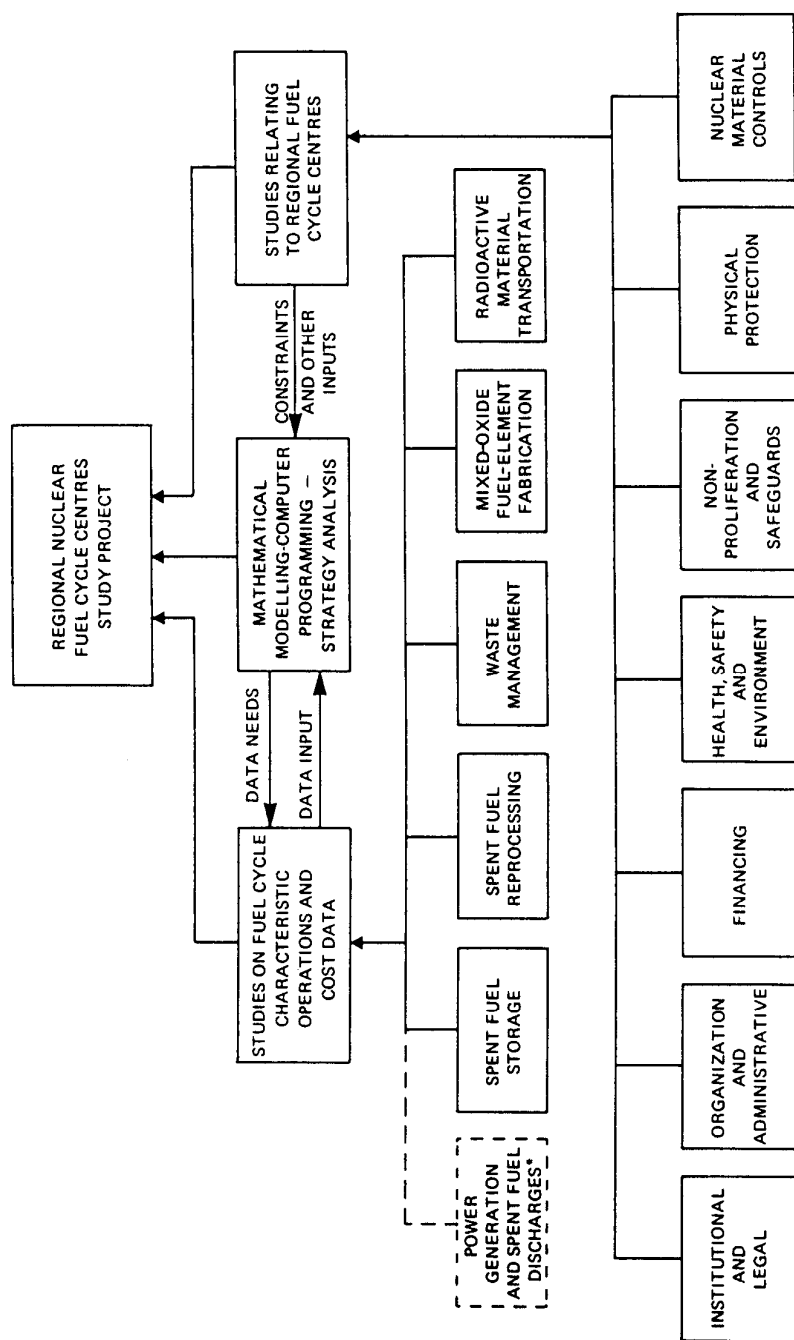 REGIONAL NUCLEAR
FUEL CYCLE CENTRES
STUDY PROJECT
STUDIES ON FUEL CYCLE
CHARACTERISTIC
OPERATIONS AND
COST DATA
DATA NEEDS
DATA INPUT
MATHEMATICAL
MODELLING-COMPUTER
PROGRAMMING –
STRATEGY ANALYSIS
CONSTRAINTS
AND OTHER
INPUTS
STUDIES RELATING
TO REGIONAL FUEL
CYCLE CENTRES
POWER
GENERATION
AND SPENT FUEL
DISCHARGES*
SPENT FUEL
STORAGE
SPENT FUEL
REPROCESSING
WASTE
MANAGEMENT
MIXED-OXIDE
FUEL-ELEMENT
FABRICATION
RADIOACTIVE
MATERIAL
TRANSPORTATION
INSTITUTIONAL
AND
LEGAL
ORGANIZATION
AND
ADMINISTRATIVE
FINANCING
HEALTH, SAFETY
AND
ENVIRONMENT
NON-
PROLIFERATION
AND
SAFEGUARDS
PHYSICAL
PROTECTION
NUCLEAR
MATERIAL
CONTROLS